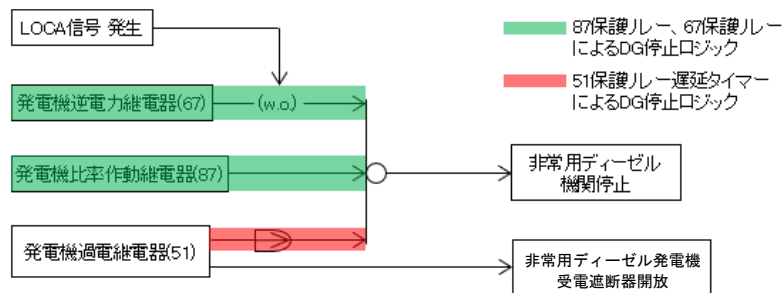 LOCA信号 発生
87保護リレー、67保護リレー
によるDG停止ロジック
51保護リレー遅延タイマー
によるDG停止ロジック
発電機逆電力継電器(67)
(w.o)
発電機比率作動継電器(87)
非常用ディーゼル
機関停止
発電機過電継電器(51)
非常用ディーゼル発電機
受電遮断器開放